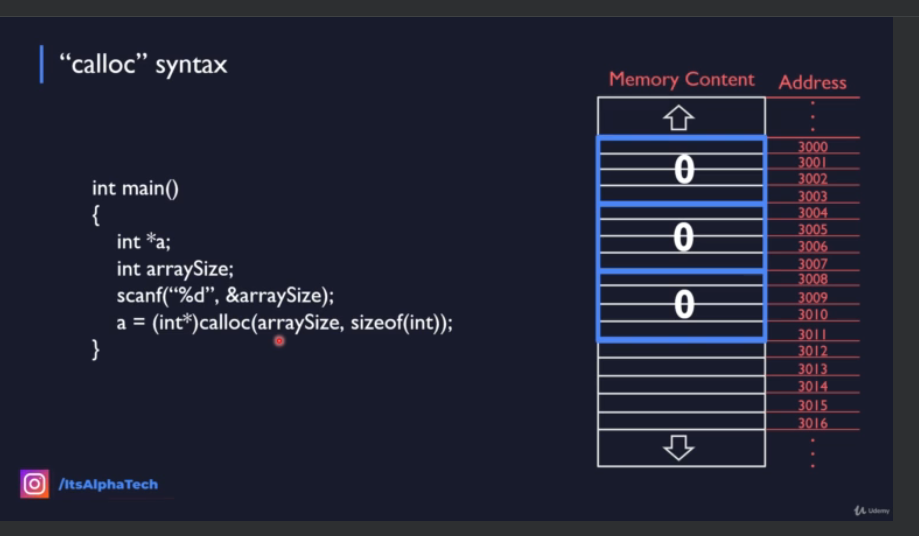 “calloc” syntax
Memory Content
Address
int main()
{
int *a;
int arraySize;
scanf(“%d”, &arraySize);
a = (int*)calloc(arraySize, sizeof(int));
}
0
0
0
3000
3001
3002
3003
3004
3005
3006
3007
3008
3009
3010
3011
3012
3013
3014
3015
3016
/ItsAlphaTech
Udemy